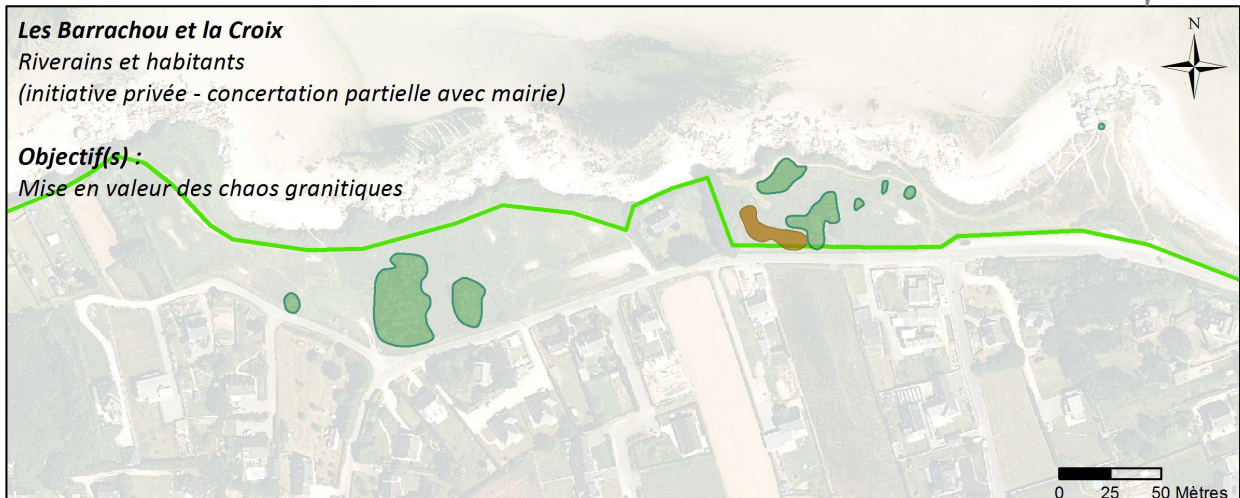 Les Barrachou et la Croix
Riverains et habitants
(initiative privée - concertation partielle avec mairie)
Objectif(s) :
Mise en valeur des chaos granitiques
N
0 25 50 Mètres